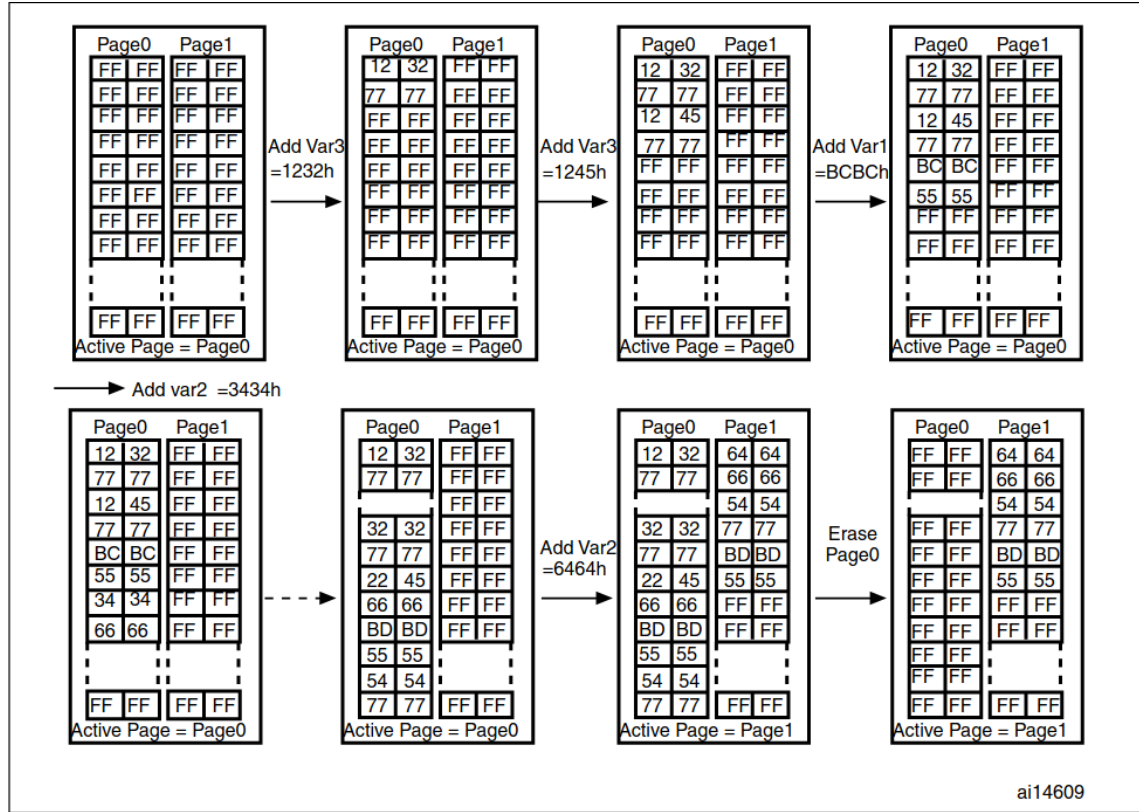 Page0 Page1 Page0 Page1 Page0 Page1 Page0 Page1
FF FF FF FF 12 32 FF FF 12 32 FF FF 12 32 FF FF
FF FF FF FF 77 77 FF FF 77 77 FF FF 77 77 FF FF
FF FF FF FF FF FF FF FF 12 45 FF FF 12 45 FF FF
FF FF FF FF FF FF FF FF 77 77 FF FF 77 77 FF FF
FF FF FF FF FF FF FF FF FF FF FF FF BC BC FF FF
FF FF FF FF FF FF FF FF FF FF FF FF 55 55 FF FF
FF FF FF FF FF FF FF FF FF FF FF FF FF FF FF FF
FF FF FF FF FF FF FF FF FF FF FF FF FF FF FF FF
Add Var3 Add Var3 Add Var1
=1232h =1245h =BCBCh
FF FF FF FF FF FF FF FF FF FF FF FF FF FF FF FF
Active Page = Page0 Active Page = Page0 Active Page = Page0 Active Page = Page0
Add var2 =3434h
Page0 Page1 Page0 Page1 Page0 Page1 Page0 Page1
12 32 FF FF 12 32 FF FF 12 32 64 64 FF FF 64 64
77 77 FF FF 77 77 FF FF 77 77 66 66 FF FF 66 66
12 45 FF FF FF FF 54 54 54 54
77 77 FF FF 32 32 FF FF 32 32 77 77 FF FF 77 77
BC BC FF FF 77 77 FF FF 77 77 BD BD FF FF BD BD
55 55 FF FF 22 45 FF FF 22 45 55 55 FF FF 55 55
34 34 FF FF 66 66 FF FF 66 66 FF FF FF FF FF FF
66 66 FF FF BD BD FF FF BD BD FF FF FF FF FF FF
55 55 55 55 FF FF
54 54 54 54 FF FF
FF FF FF FF 77 77 FF FF 77 77 FF FF FF FF FF FF
Add Var2 Erase
=6464h Page0
Active Page = Page0 Active Page = Page0 Active Page = Page1 Active Page = Page1
ai14609